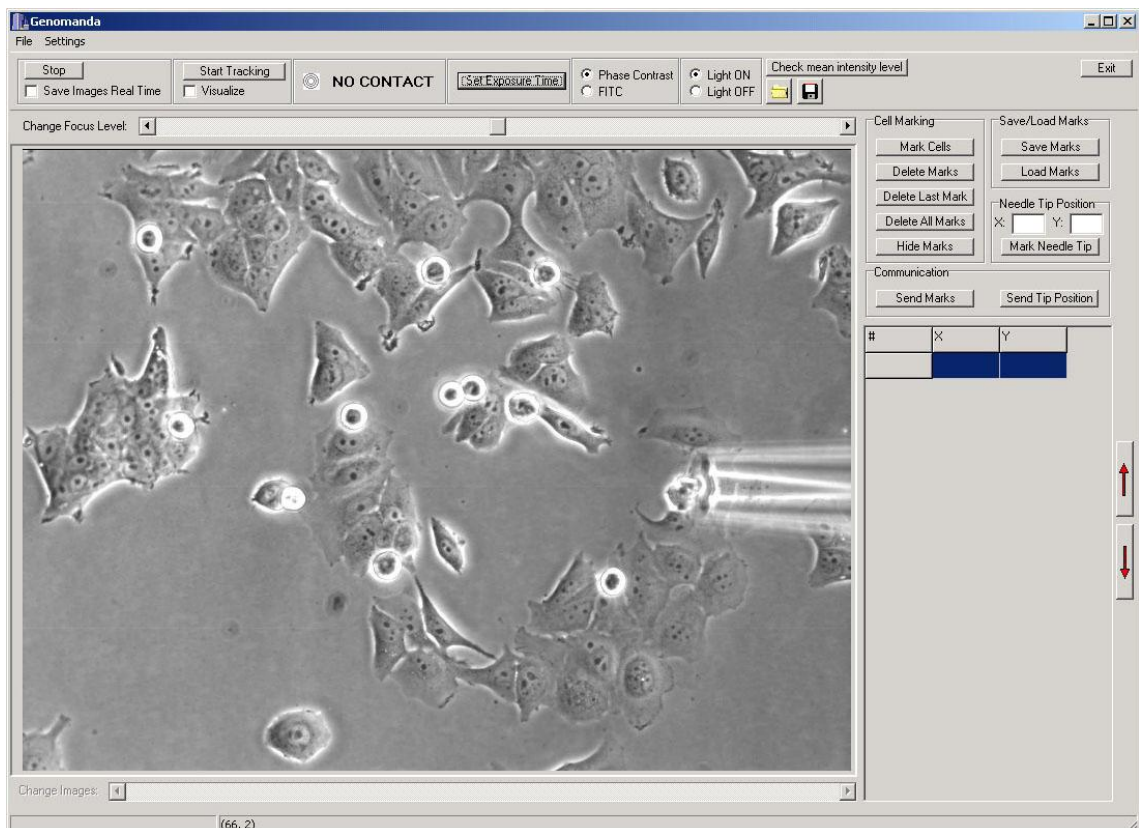 Genomanda
File Settings
Stop
Save Images Real Time
Start Tracking
Visualize
NO CONTACT
Set Exposure Time
Phase Contrast
FITC
Light ON
Light OFF
Check mean intensity level
Exit
Change Focus Level:
Cell Marking
Mark Cells
Delete Marks
Delete Last Mark
Delete All Marks
Hide Marks
Save/Load Marks
Save Marks
Load Marks
Needle Tip Position
X: Y:
Mark Needle Tip
Communication
Send Marks Send Tip Position
# X Y
Change Images:
(66, 2)